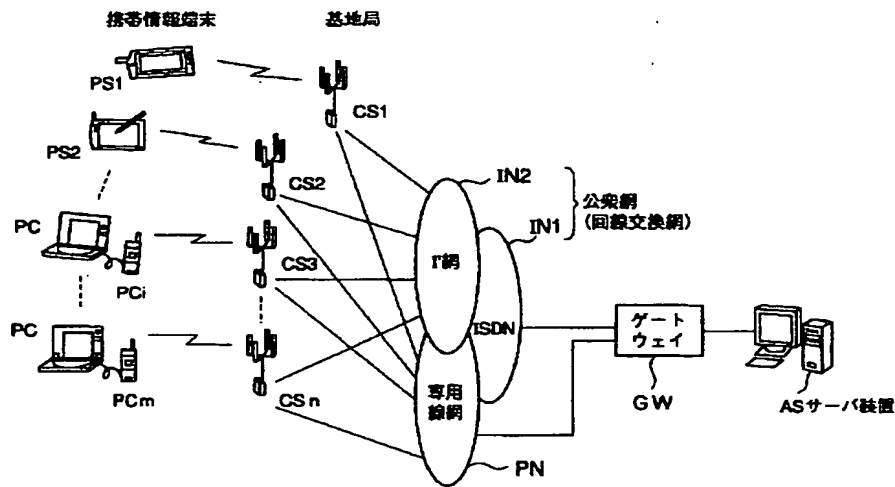 携帯情報端末
基地局
PS1
CS1
PS2
CS2
IN2
IN1
公衆網
(回線交換網)
PC
PCi
CS3
I'網
ISDN
ゲート
ウェイ
GW
ASサーバ装置
PC
PCm
CSn
専用
線網
PN